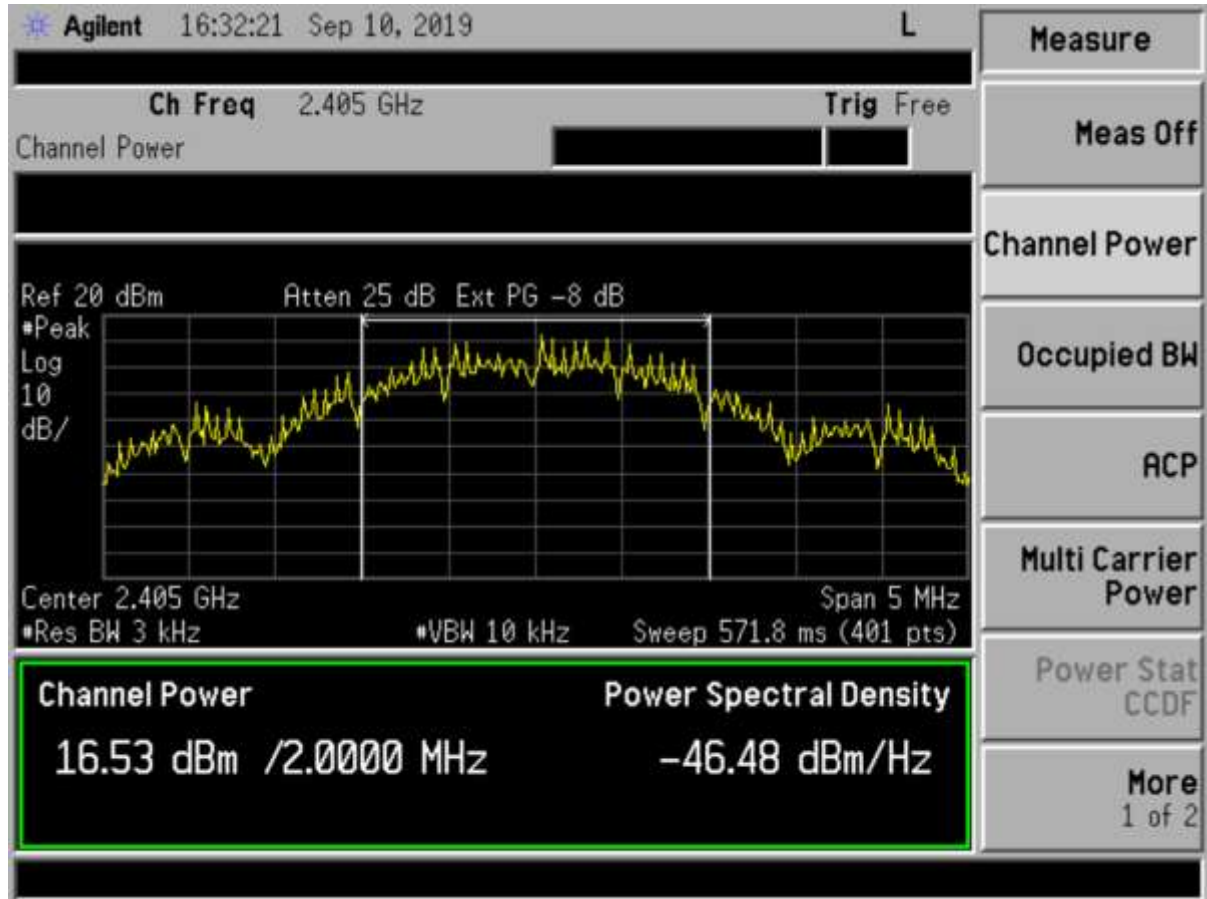 Agilent 16:32:21 Sep 10, 2019 L
Measure
Ch Freq 2.405 GHz Trig Free
Channel Power
Meas Off
Channel Power
Ref 20 dBm Atten 25 dB Ext PG -8 dB
#Peak
Log
10
dB/
Occupied BW
ACP
Multi Carrier
Power
Center 2.405 GHz Span 5 MHz
#Res BW 3 kHz #VBW 10 kHz Sweep 571.8 ms (401 pts)
Channel Power Power Spectral Density
16.53 dBm /2.0000 MHz -46.48 dBm/Hz
Power Stat
CCDF
More
1 of 2